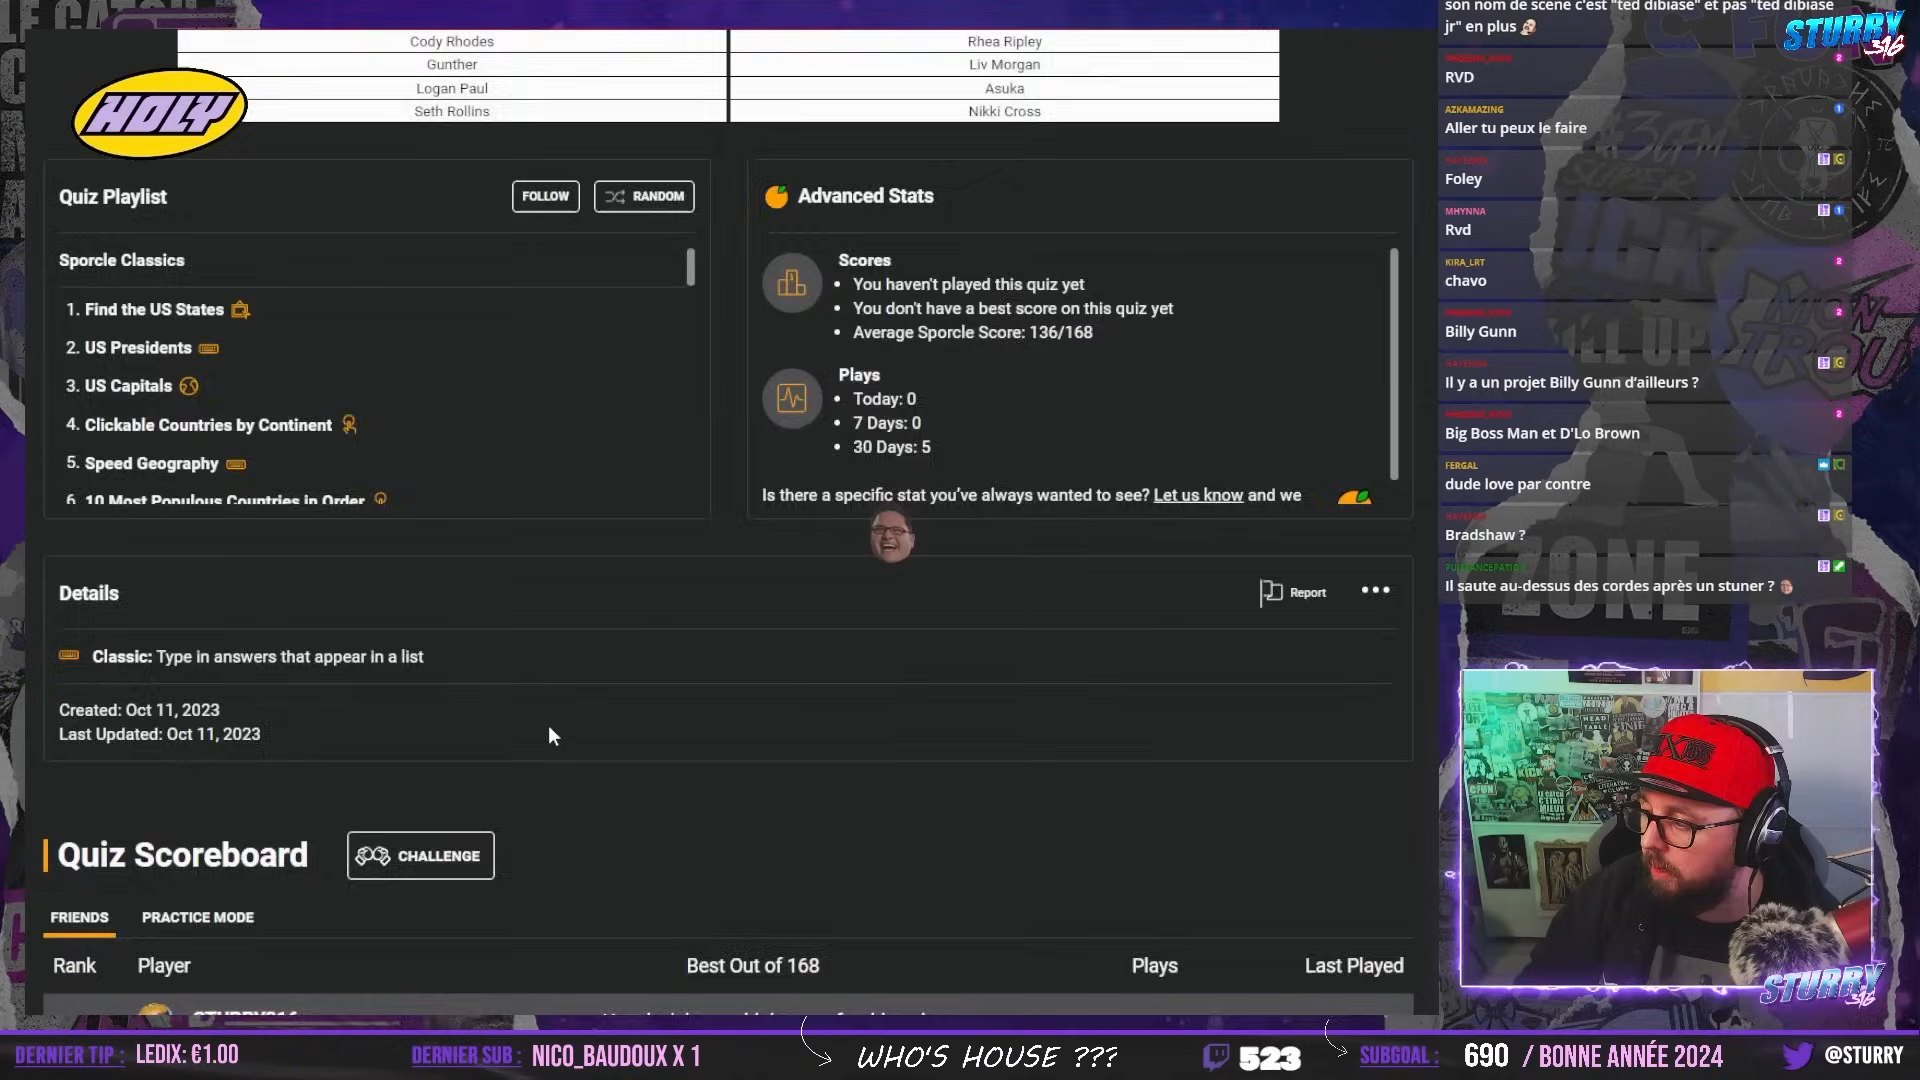 Cody Rhodes
Rhea Ripley
Gunther
Liv Morgan
Logan Paul
Asuka
Seth Rollins
Nikki Cross
HOLY
Quiz Playlist
FOLLOW
RANDOM
Sporcle Classics
1. Find the US States
2. US Presidents
3. US Capitals
4. Clickable Countries by Continent
5. Speed Geography
6. 10 Most Populous Countries in Order
Advanced Stats
Scores
• You haven't played this quiz yet
• You don't have a best score on this quiz yet
• Average Sporcle Score: 136/168
Plays
• Today: 0
• 7 Days: 0
• 30 Days: 5
Is there a specific stat you've always wanted to see? Let us know and we
Details
Report
Classic: Type in answers that appear in a list
Created: Oct 11, 2023
Last Updated: Oct 11, 2023
Quiz Scoreboard
CHALLENGE
FRIENDS
PRACTICE MODE
Rank
Player
Best Out of 168
Plays
Last Played
son nom de scene c'est "ted dibiase" et pas "ted dibiase
jr" en plus
STURRY
316
RVD
AZKAMAZING
Aller tu peux le faire
Foley
MHYNNA
Rvd
KIRA_LRT
chavo
Billy Gunn
Il y a un projet Billy Gunn d'ailleurs ?
Big Boss Man et D'Lo Brown
FERGAL
dude love par contre
Bradshaw ?
Il saute au-dessus des cordes après un stuner ?
ZONE
STURRY
316
DERNIER TIP :
LEDIX: €1.00
DERNIER SUB :
NICO_BAUDOUX X 1
WHO'S HOUSE ???
523
SUBGOAL :
690 / BONNE ANNÉE 2024
@STURRY